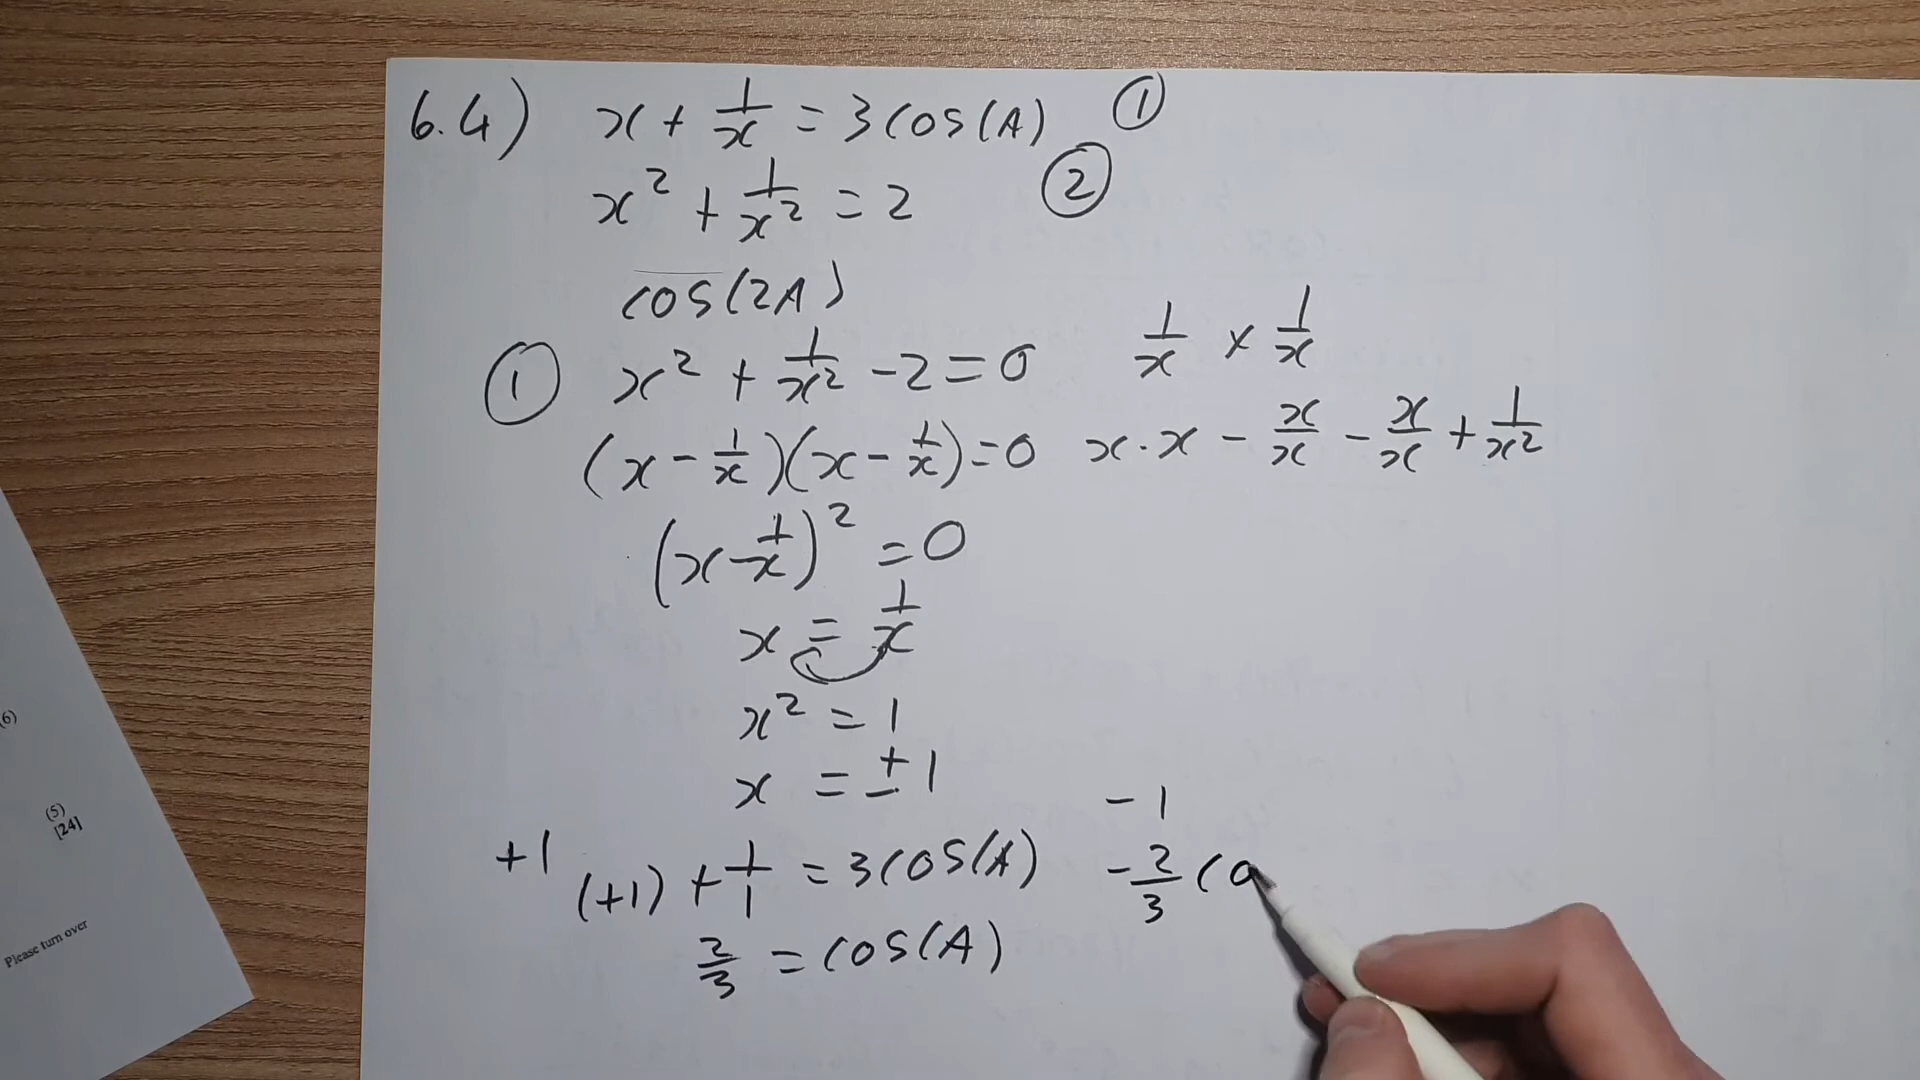 6.4) x + 1/x = 3cos(A) ①
x² + 1/x² = 2 ②
cos(2A)
① x² + 1/x² - 2 = 0
1/x × 1/x
(x - 1/x)(x - 1/x) = 0
x · x - x/x - x/x + 1/x²
(x - 1/x)² = 0
x = 1/x
x² = 1
x = ± 1
+1 (+1) + 1/1 = 3cos(A)
2/3 = cos(A)
-1
-2/3 co
(6)
(5)
[24]
Please turn over